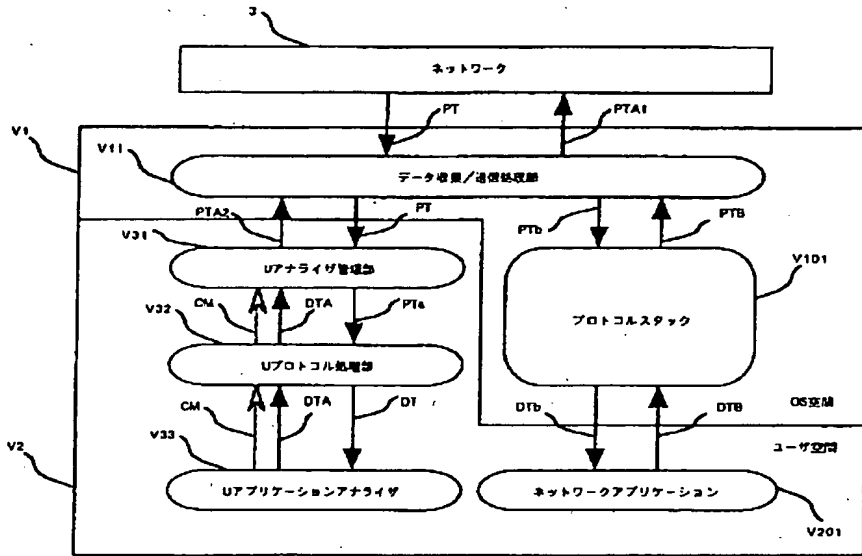 3
ネットワーク
PT
PTA1
V1
V11
データ収集/送信処理部
PTA2
PT
PTb
PTB
V31
Uアナライザ管理部
V101
CM
DTA
PTa
V32
プロトコルスタック
Uプロトコル処理部
CM
DTA
DT
DTb
DTB
OS空間
V33
ユーザ空間
V2
Uアプリケーションアナライザ
ネットワークアプリケーション
V201